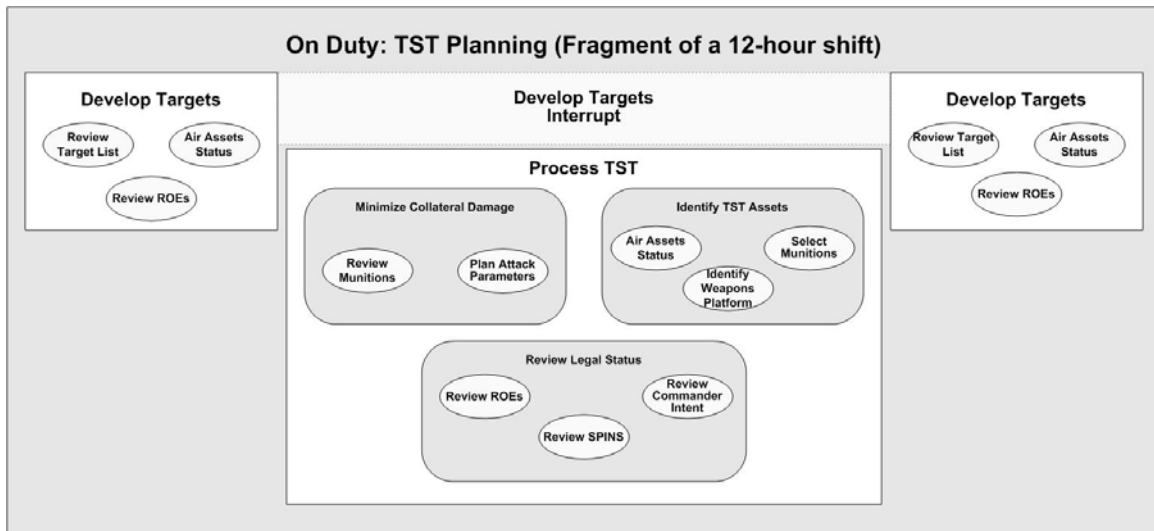 On Duty: TST Planning (Fragment of a 12-hour shift)
Develop Targets
Review
Target List
Air Assets
Status
Review ROEs
Develop Targets
Interrupt
Develop Targets
Review Target
List
Air Assets
Status
Review ROEs
Process TST
Minimize Collateral Damage
Review
Munitions
Plan Attack
Parameters
Identify TST Assets
Air Assets
Status
Select
Munitions
Identify
Weapons
Platform
Review Legal Status
Review ROEs
Review
Commander
Intent
Review SPINS